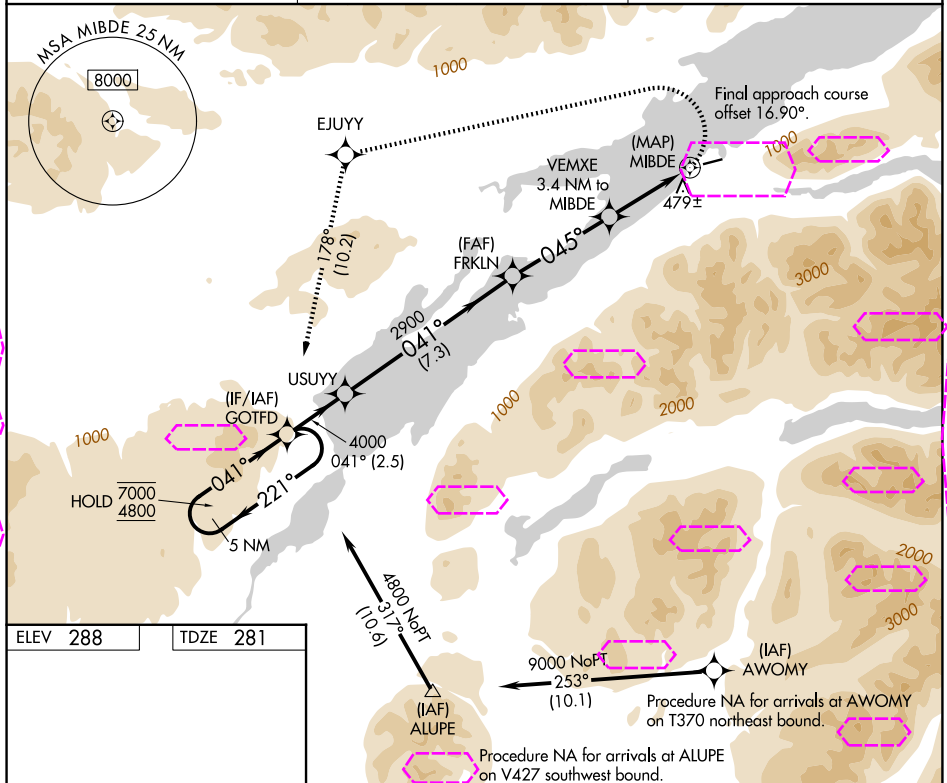 MSA MIBDE 25 NM
8000
1000
EJUYY
Final approach course
offset 16.90°.
(MAP)
MIBDE
1000
VEMXE
3.4 NM to
MIBDE
479±
045°
178°
(10.2)
(FAF)
FRKLN
3000
2900
041°
(7.3)
USUYY
(IF/IAF)
GOTFD
1000
2000
1000
4000
041° (2.5)
041°
221°
HOLD 7000
4800
5 NM
2000
3000
4800 NoPT
317°
(10.6)
ELEV 288
TDZE 281
9000 NoPT
253°
(10.1)
(IAF)
AWOMY
Procedure NA for arrivals at AWOMY
on T370 northeast bound.
(IAF)
ALUPE
Procedure NA for arrivals at ALUPE
on V427 southwest bound.